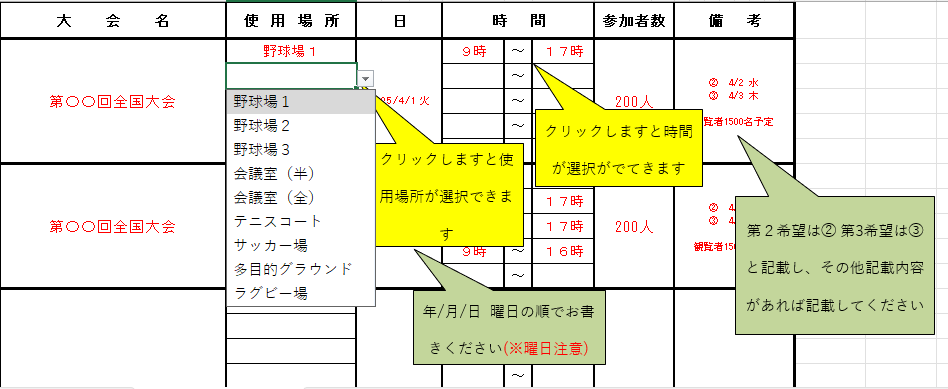 大 会 名 使 用 場 所 日 時 間 参加者数 備 考
野球場1 9時 ～ 17時
第〇〇回全国大会 05/4/1 火 200人
～
～
～
② 4/2 水
③ 4/3 木
覧者1500名予定
野球場1
野球場2
野球場3
会議室（半）
会議室（全）
テニスコート
サッカー場
多目的グラウンド
ラグビー場
クリックしますと使
用場所が選択できま
す
クリックしますと時間
が選択がでてきます
第〇〇回全国大会 200人
17時
17時
9時 ～ 16時
～
② 4/
③ 4/
観覧者150
第２希望は② 第3希望は③
と記載し、その他記載内容
があれば記載してください
年/月/日 曜日の順でお書
きください(※曜日注意)
～